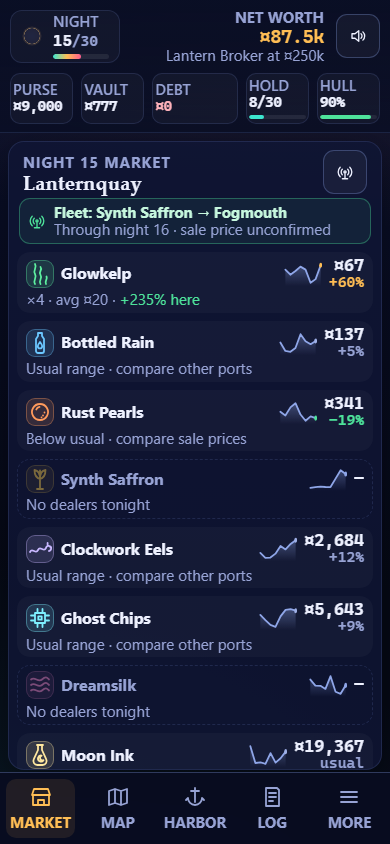 NIGHT
15/30
NET WORTH
¤87.5k
Lantern Broker at ¤250k
PURSE
¤9,000
VAULT
¤777
DEBT
¤0
HOLD
8/30
HULL
90%
NIGHT 15 MARKET
Lanternquay
Fleet: Synth Saffron → Fogmouth
Through night 16 · sale price unconfirmed
Glowkelp
¤67
+60%
×4 · avg ¤20 · +235% here
Bottled Rain
¤137
+5%
Usual range · compare other ports
Rust Pearls
¤341
−19%
Below usual · compare sale prices
Synth Saffron
—
No dealers tonight
Clockwork Eels
¤2,684
+12%
Usual range · compare other ports
Ghost Chips
¤5,643
+9%
Usual range · compare other ports
Dreamsilk
—
No dealers tonight
Moon Ink
¤19,367
usual
MARKET
MAP
HARBOR
LOG
MORE